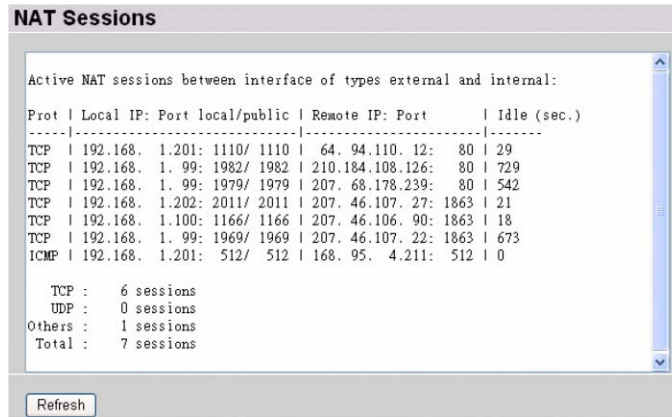 NAT Sessions
Active NAT sessions between interface of types external and internal:
Prot | Local IP: Port local/public | Remote IP: Port | Idle (sec.)
-----|-----------------------------|-----------------------|-------
TCP | 192.168. 1.201: 1110/ 1110 | 64. 94.110. 12: 80 | 29
TCP | 192.168. 1. 99: 1982/ 1982 | 210.184.108.126: 80 | 729
TCP | 192.168. 1. 99: 1979/ 1979 | 207. 68.178.239: 80 | 542
TCP | 192.168. 1.202: 2011/ 2011 | 207. 46.107. 27: 1863 | 21
TCP | 192.168. 1.100: 1166/ 1166 | 207. 46.106. 90: 1863 | 18
TCP | 192.168. 1. 99: 1969/ 1969 | 207. 46.107. 22: 1863 | 673
ICMP | 192.168. 1.201: 512/ 512 | 168. 95. 4.211: 512 | 0
TCP : 6 sessions
UDP : 0 sessions
Others : 1 sessions
Total : 7 sessions
Refresh